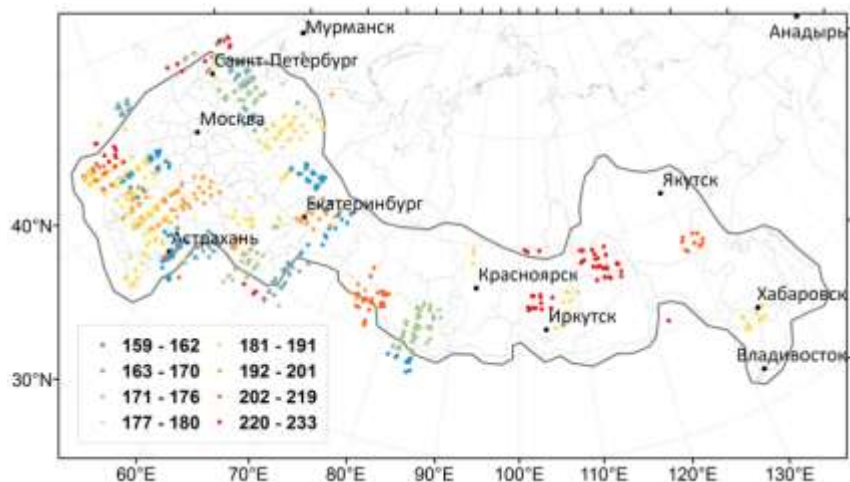 Мурманск
Анадырь
Санкт-Петербург
Москва
Якутск
Екатеринбург
40°N
Астрахань
Красноярск
Хабаровск
Иркутск
159 - 162 181 - 191
163 - 170 192 - 201
171 - 176 202 - 219
177 - 180 220 - 233
Владивосток
30°N
60°E 70°E 80°E 90°E 100°E 110°E 120°E 130°E